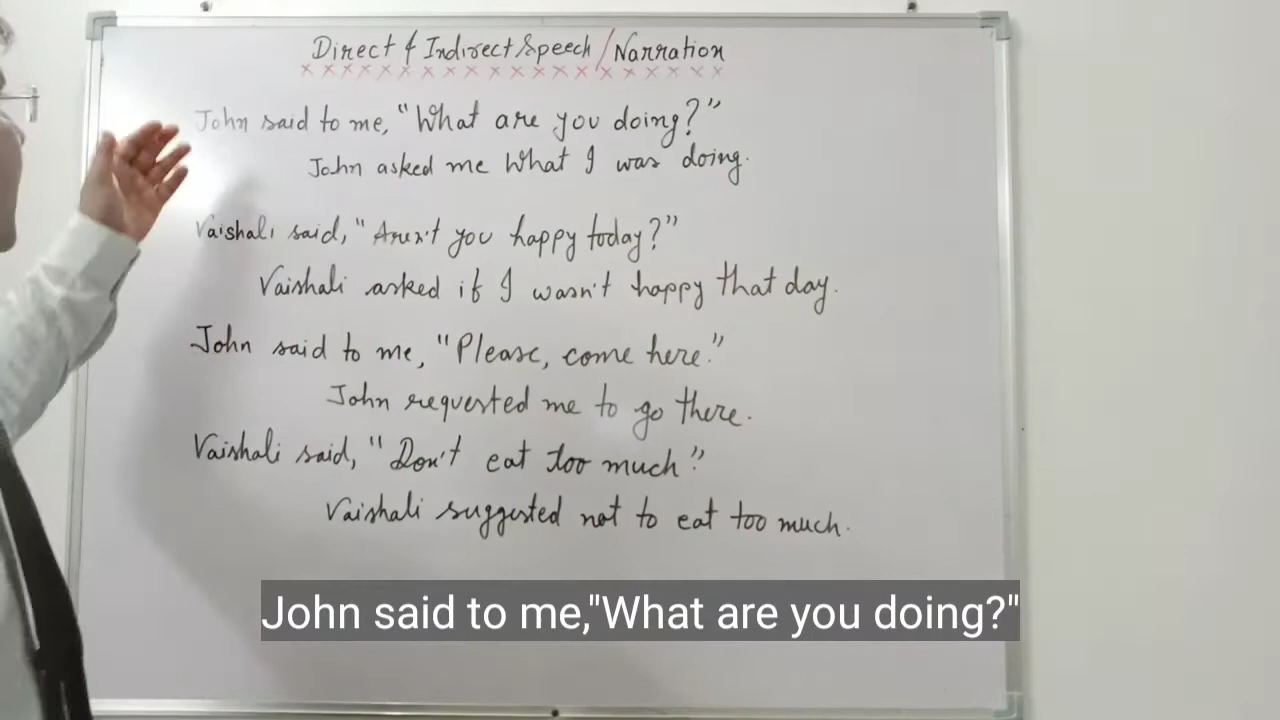 Direct & Indirect Speech/Narration
John said to me, "What are you doing?"
John asked me what I was doing.
Vaishali said, "Aren't you happy today?"
Vaishali asked if I wasn't happy that day.
John said to me, "Please, come here."
John requested me to go there.
Vaishali said, "Don't eat too much."
Vaishali suggested not to eat too much.
John said to me,"What are you doing?"